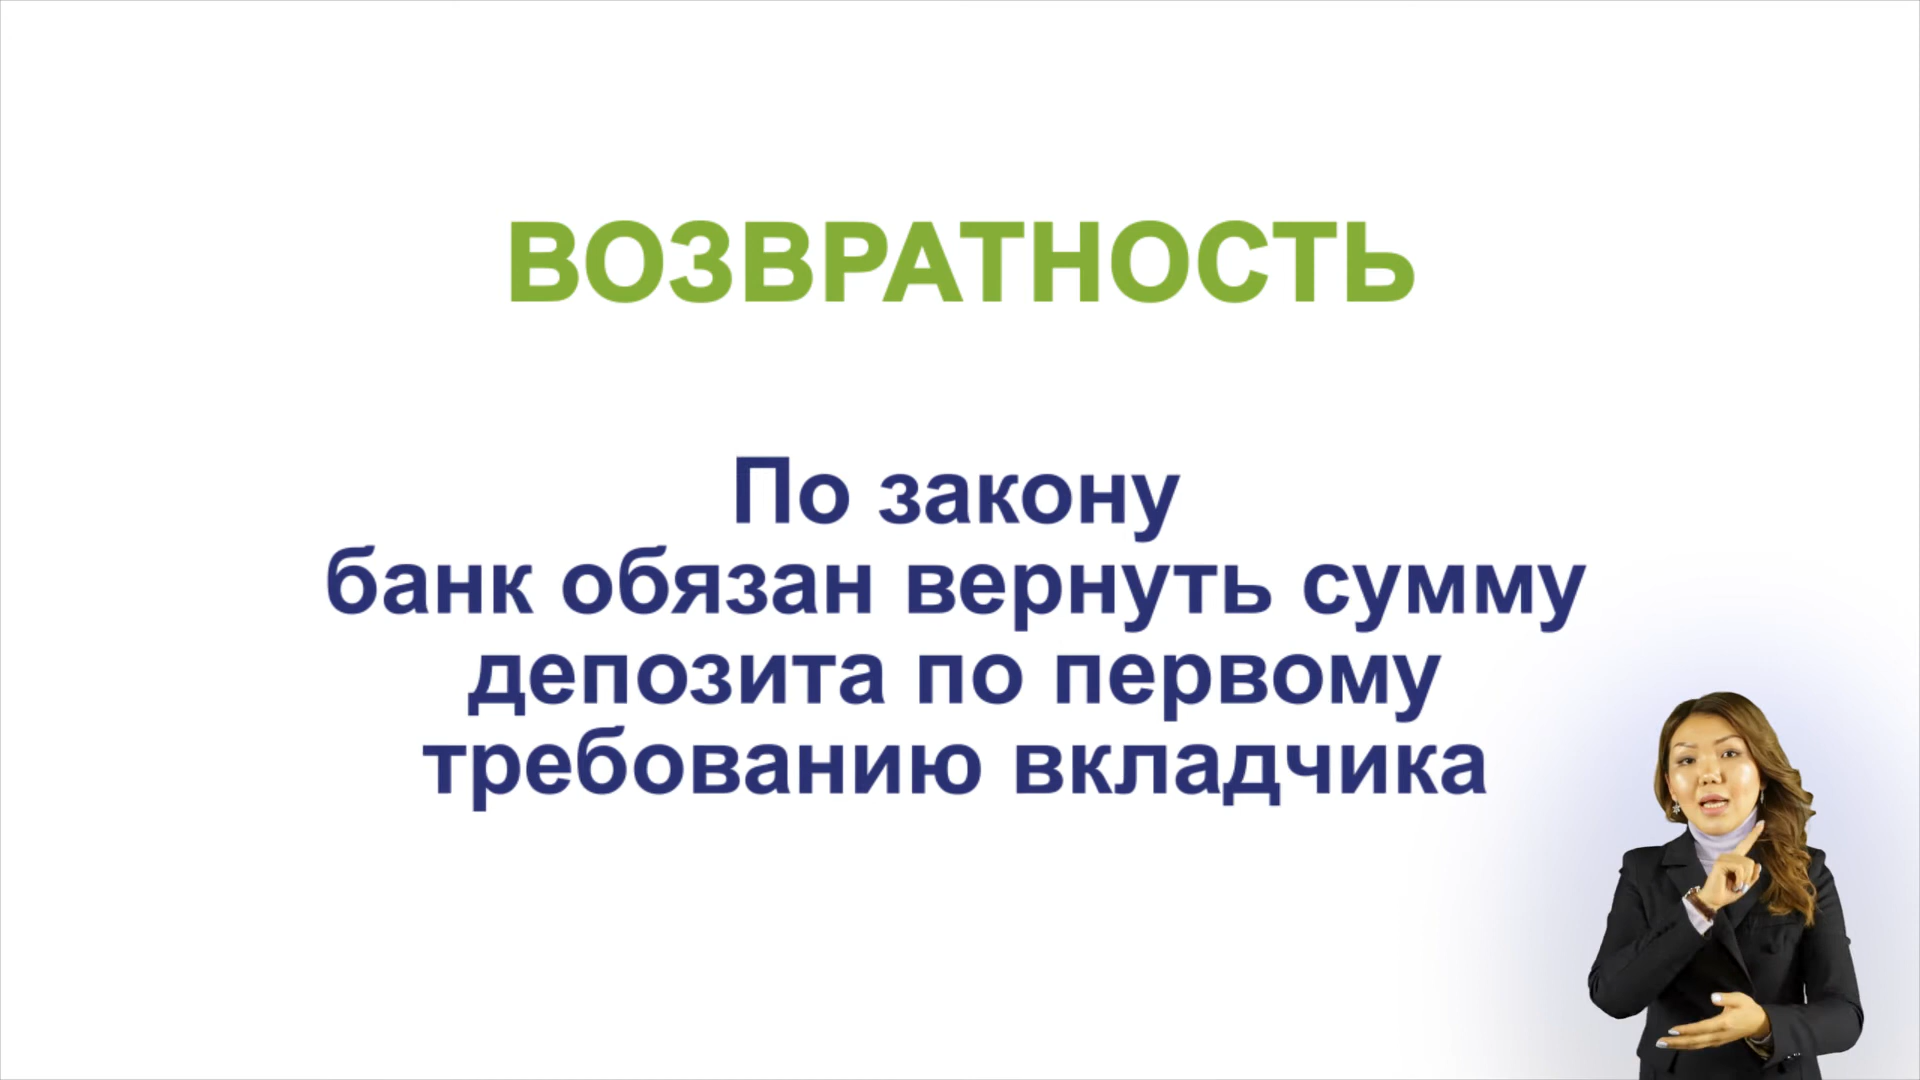 ВОЗВРАТНОСТЬ
По закону
банк обязан вернуть сумму
депозита по первому
требованию вкладчика